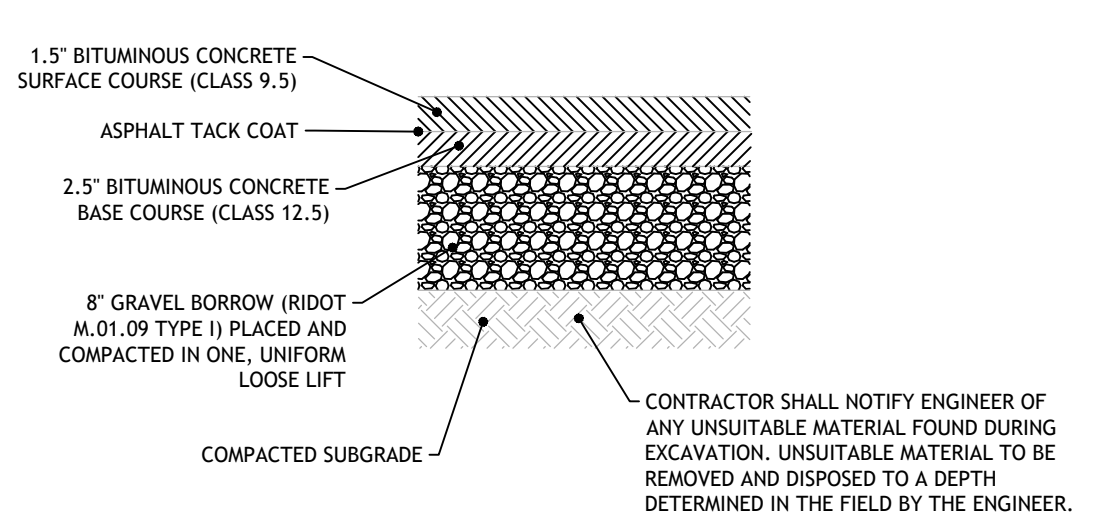 1.5" BITUMINOUS CONCRETE
SURFACE COURSE (CLASS 9.5)
ASPHALT TACK COAT
2.5" BITUMINOUS CONCRETE
BASE COURSE (CLASS 12.5)
8" GRAVEL BORROW (RIDOT
M.01.09 TYPE I) PLACED AND
COMPACTED IN ONE, UNIFORM
LOOSE LIFT
COMPACTED SUBGRADE
CONTRACTOR SHALL NOTIFY ENGINEER OF
ANY UNSUITABLE MATERIAL FOUND DURING
EXCAVATION. UNSUITABLE MATERIAL TO BE
REMOVED AND DISPOSED TO A DEPTH
DETERMINED IN THE FIELD BY THE ENGINEER.